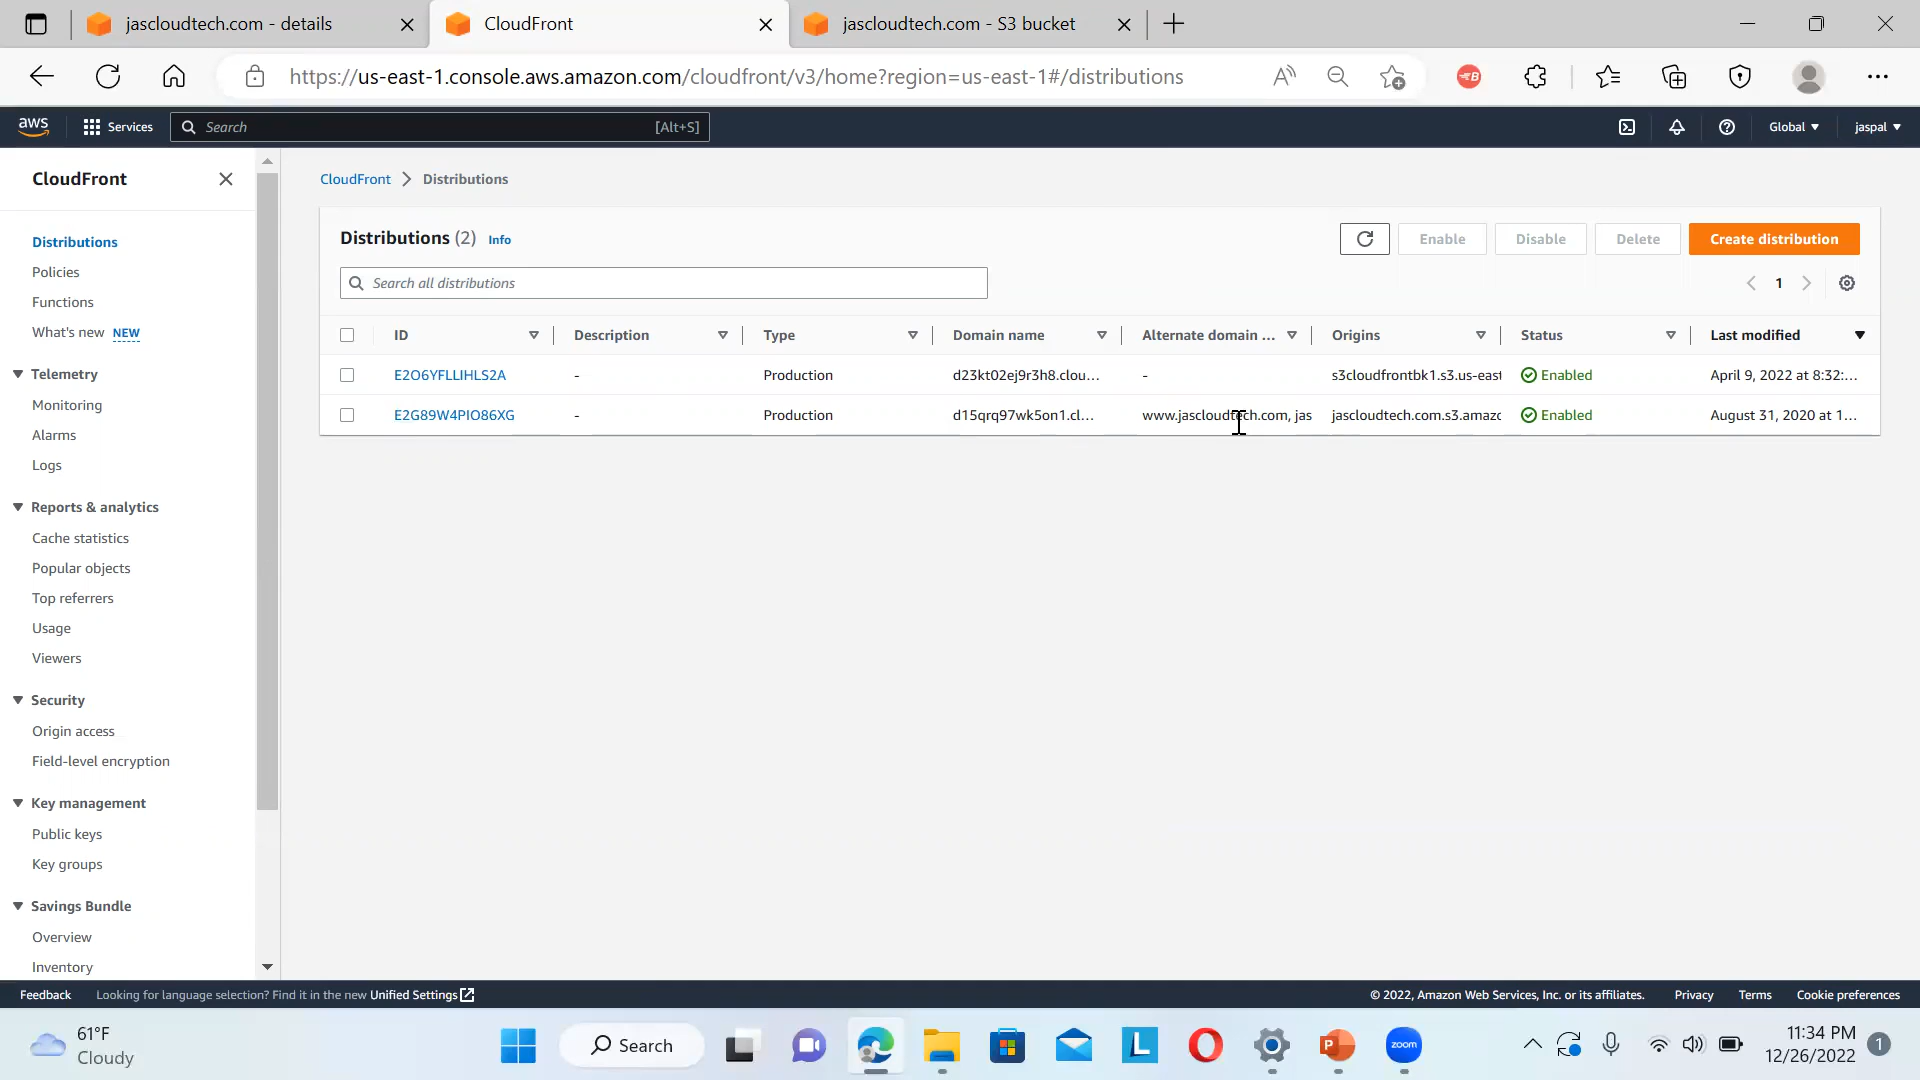 jascloudtech.com - details
CloudFront
jascloudtech.com - S3 bucket
https://us-east-1.console.aws.amazon.com/cloudfront/v3/home?region=us-east-1#/distributions
aws
Services
Search
[Alt+S]
Global
jaspal
CloudFront
Distributions
Policies
Functions
What's new NEW
Telemetry
Monitoring
Alarms
Logs
Reports & analytics
Cache statistics
Popular objects
Top referrers
Usage
Viewers
Security
Origin access
Field-level encryption
Key management
Public keys
Key groups
Savings Bundle
Overview
Inventory
CloudFront > Distributions
Distributions (2) Info
Enable
Disable
Delete
Create distribution
Search all distributions
1
ID Description Type Domain name Alternate domain ... Origins Status Last modified
E2O6YFLLIHLS2A - Production d23kt02ej9r3h8.clou... - s3cloudfrontbk1.s3.us-east Enabled April 9, 2022 at 8:32:...
E2G89W4PIO86XG - Production d15qrq97wk5on1.cl... www.jascloudtech.com, jas jascloudtech.com.s3.amazc Enabled August 31, 2020 at 1...
Feedback
Looking for language selection? Find it in the new Unified Settings
© 2022, Amazon Web Services, Inc. or its affiliates.
Privacy
Terms
Cookie preferences
61°F
Cloudy
Search
L
zoom
11:34 PM
12/26/2022
1